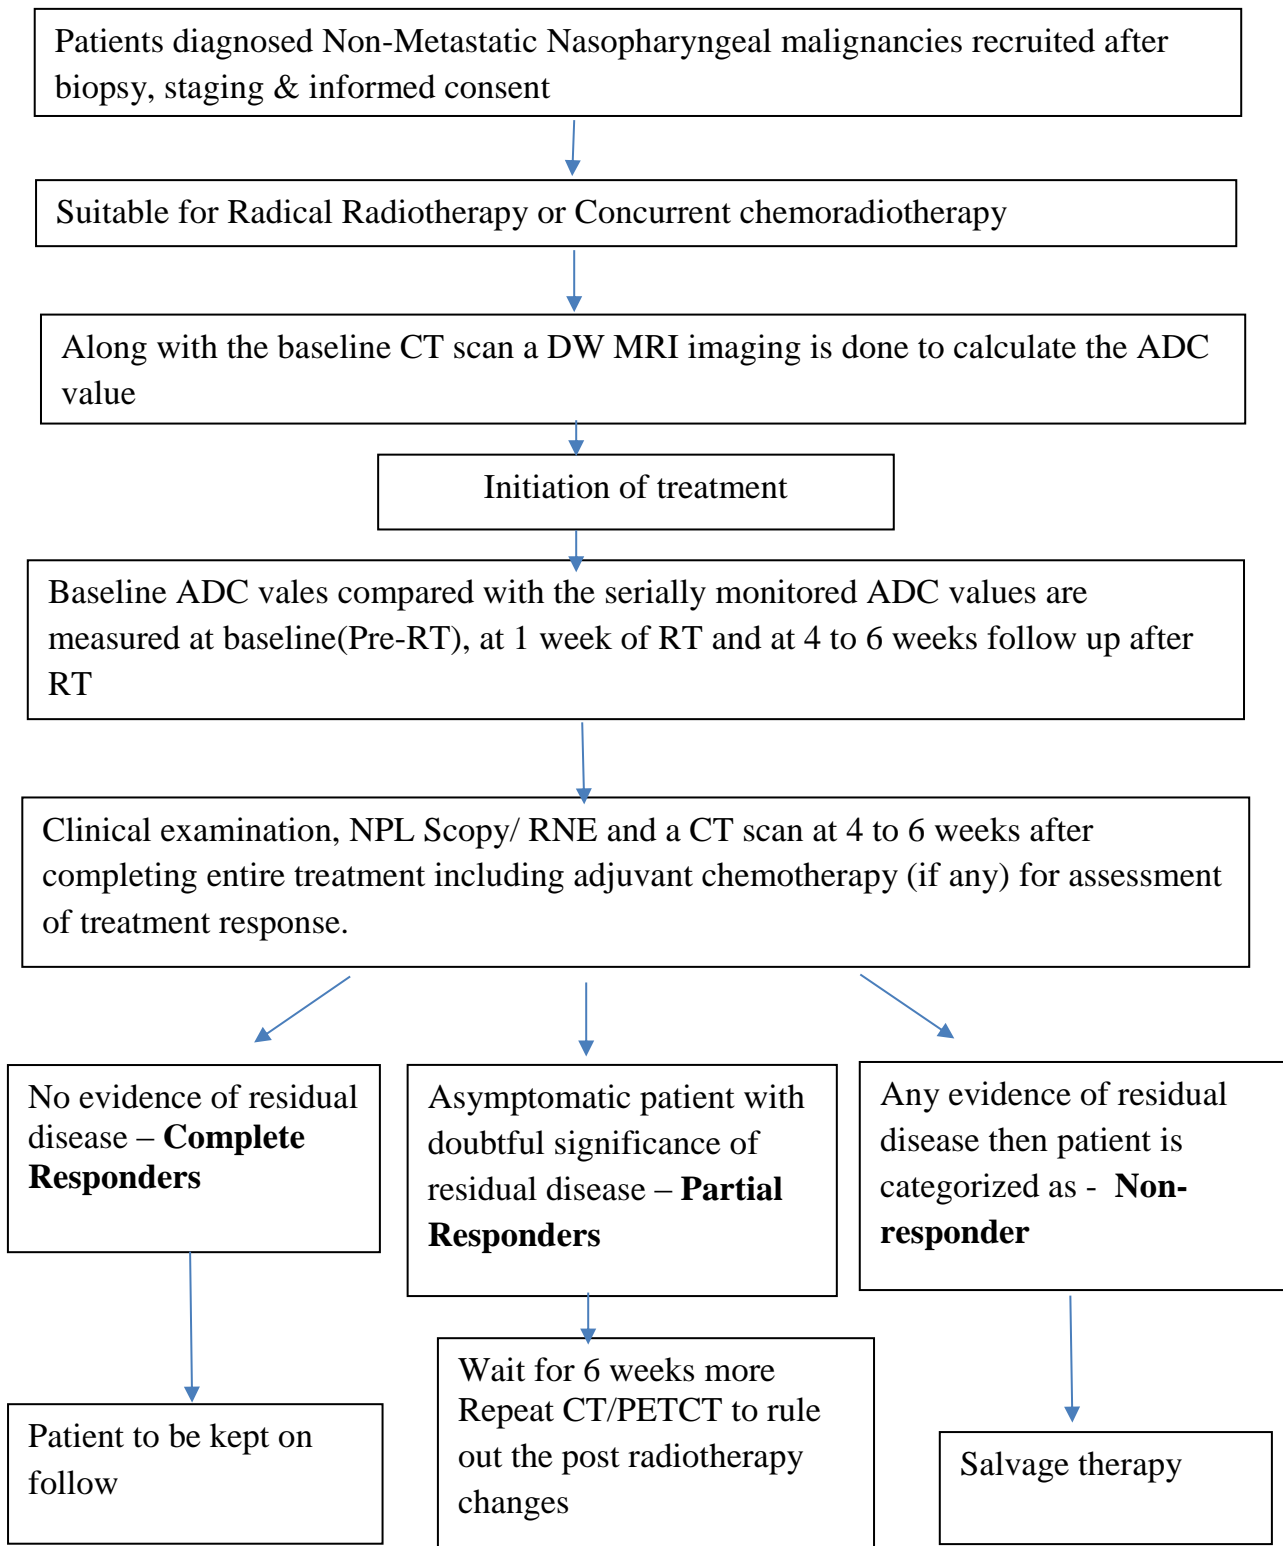 Patients diagnosed Non-Metastatic Nasopharyngeal malignancies recruited after
biopsy, staging & informed consent
Suitable for Radical Radiotherapy or Concurrent chemoradiotherapy
Along with the baseline CT scan a DW MRI imaging is done to calculate the ADC
value
Initiation of treatment
Baseline ADC vales compared with the serially monitored ADC values are
measured at baseline(Pre-RT), at 1 week of RT and at 4 to 6 weeks follow up after
RT
Clinical examination, NPL Scopy/ RNE and a CT scan at 4 to 6 weeks after
completing entire treatment including adjuvant chemotherapy (if any) for assessment
of treatment response.
No evidence of residual
disease – Complete
Responders
Asymptomatic patient with
doubtful significance of
residual disease – Partial
Responders
Any evidence of residual
disease then patient is
categorized as - Non-
responder
Patient to be kept on
follow
Wait for 6 weeks more
Repeat CT/PETCT to rule
out the post radiotherapy
changes
Salvage therapy